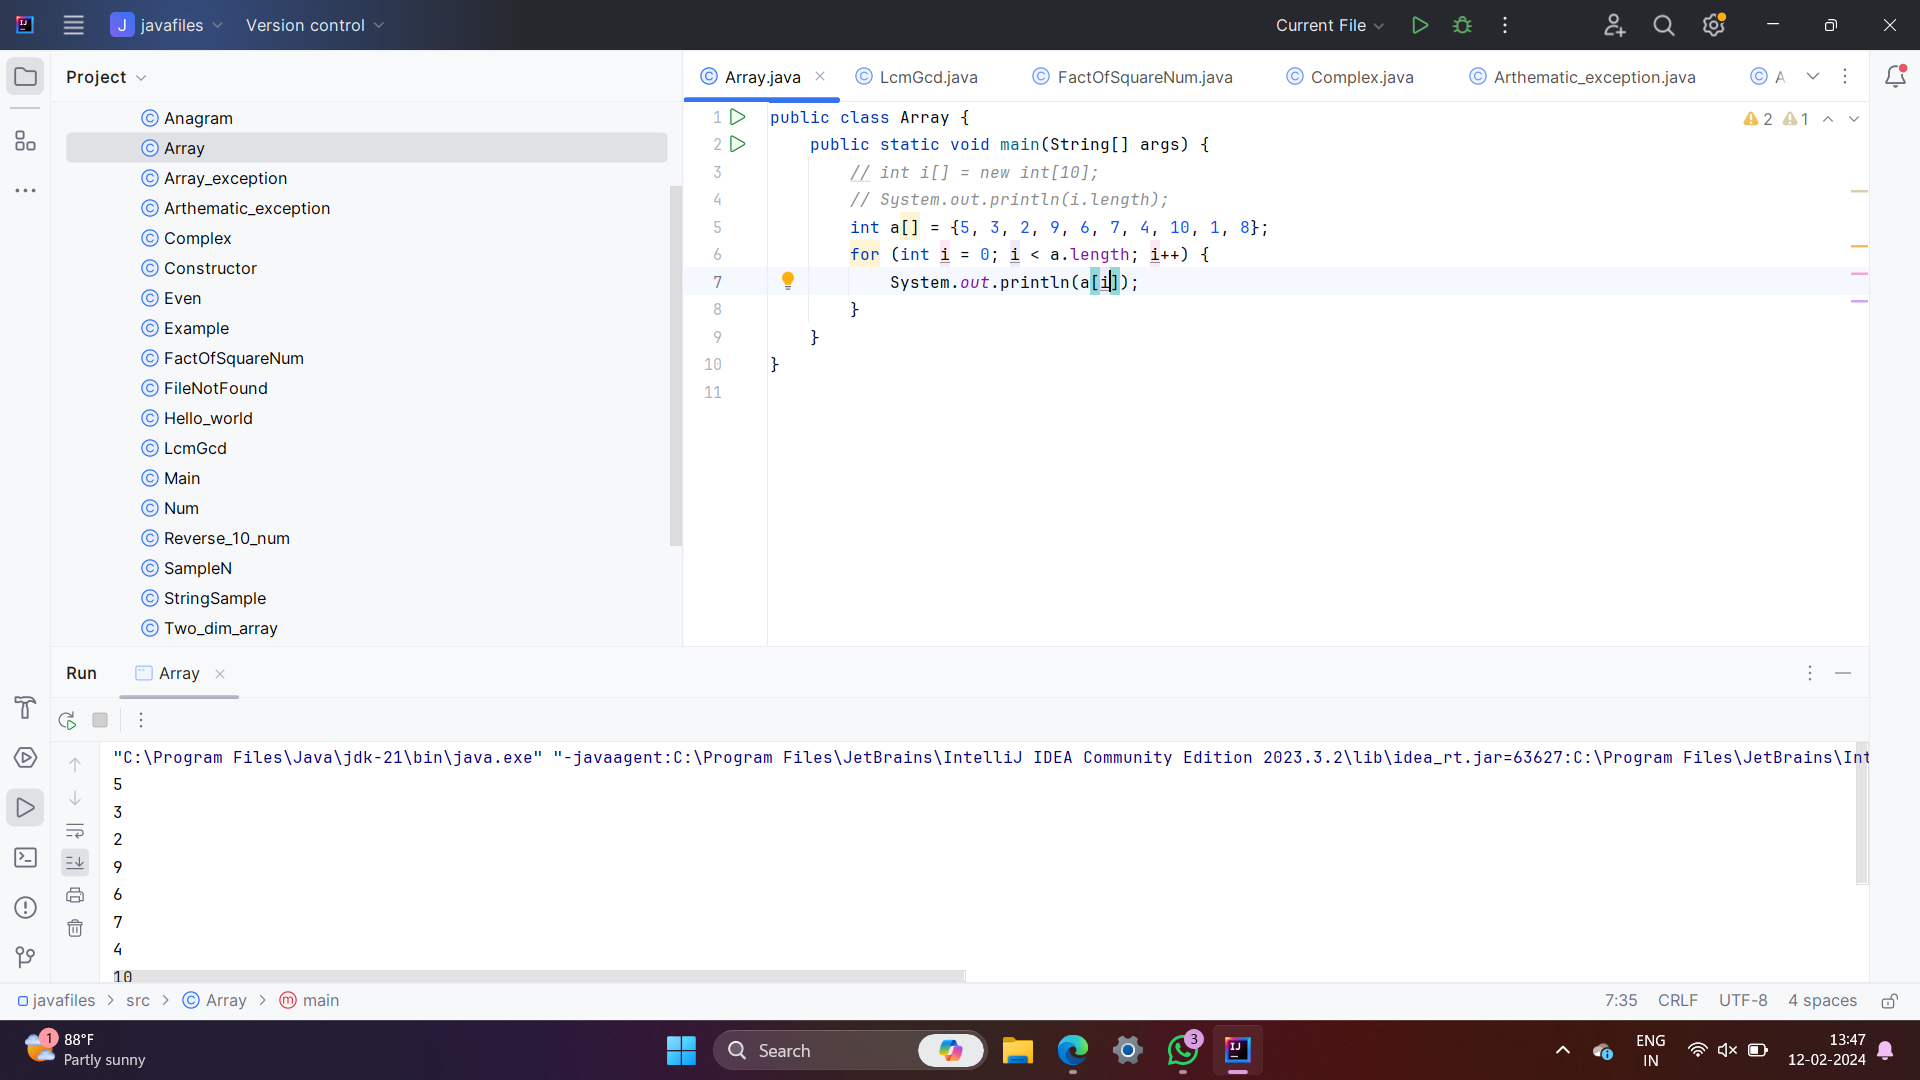 J javafiles Version control Current File
Project
Anagram
Array
Array_exception
Arthematic_exception
Complex
Constructor
Even
Example
FactOfSquareNum
FileNotFound
Hello_world
LcmGcd
Main
Num
Reverse_10_num
SampleN
StringSample
Two_dim_array
Array.java LcmGcd.java FactOfSquareNum.java Complex.java Arthematic_exception.java A
2 1
1 public class Array {
2 public static void main(String[] args) {
3 // int i[] = new int[10];
4 // System.out.println(i.length);
5 int a[] = {5, 3, 2, 9, 6, 7, 4, 10, 1, 8};
6 for (int i = 0; i < a.length; i++) {
7 System.out.println(a[i]);
8 }
9 }
10 }
11
Run Array
"C:\Program Files\Java\jdk-21\bin\java.exe" "-javaagent:C:\Program Files\JetBrains\IntelliJ IDEA Community Edition 2023.3.2\lib\idea_rt.jar=63627:C:\Program Files\JetBrains\Int
5
3
2
9
6
7
4
10
javafiles > src > Array > main 7:35 CRLF UTF-8 4 spaces
1 88°F
Partly sunny
Search
3
ENG
IN
13:47
12-02-2024